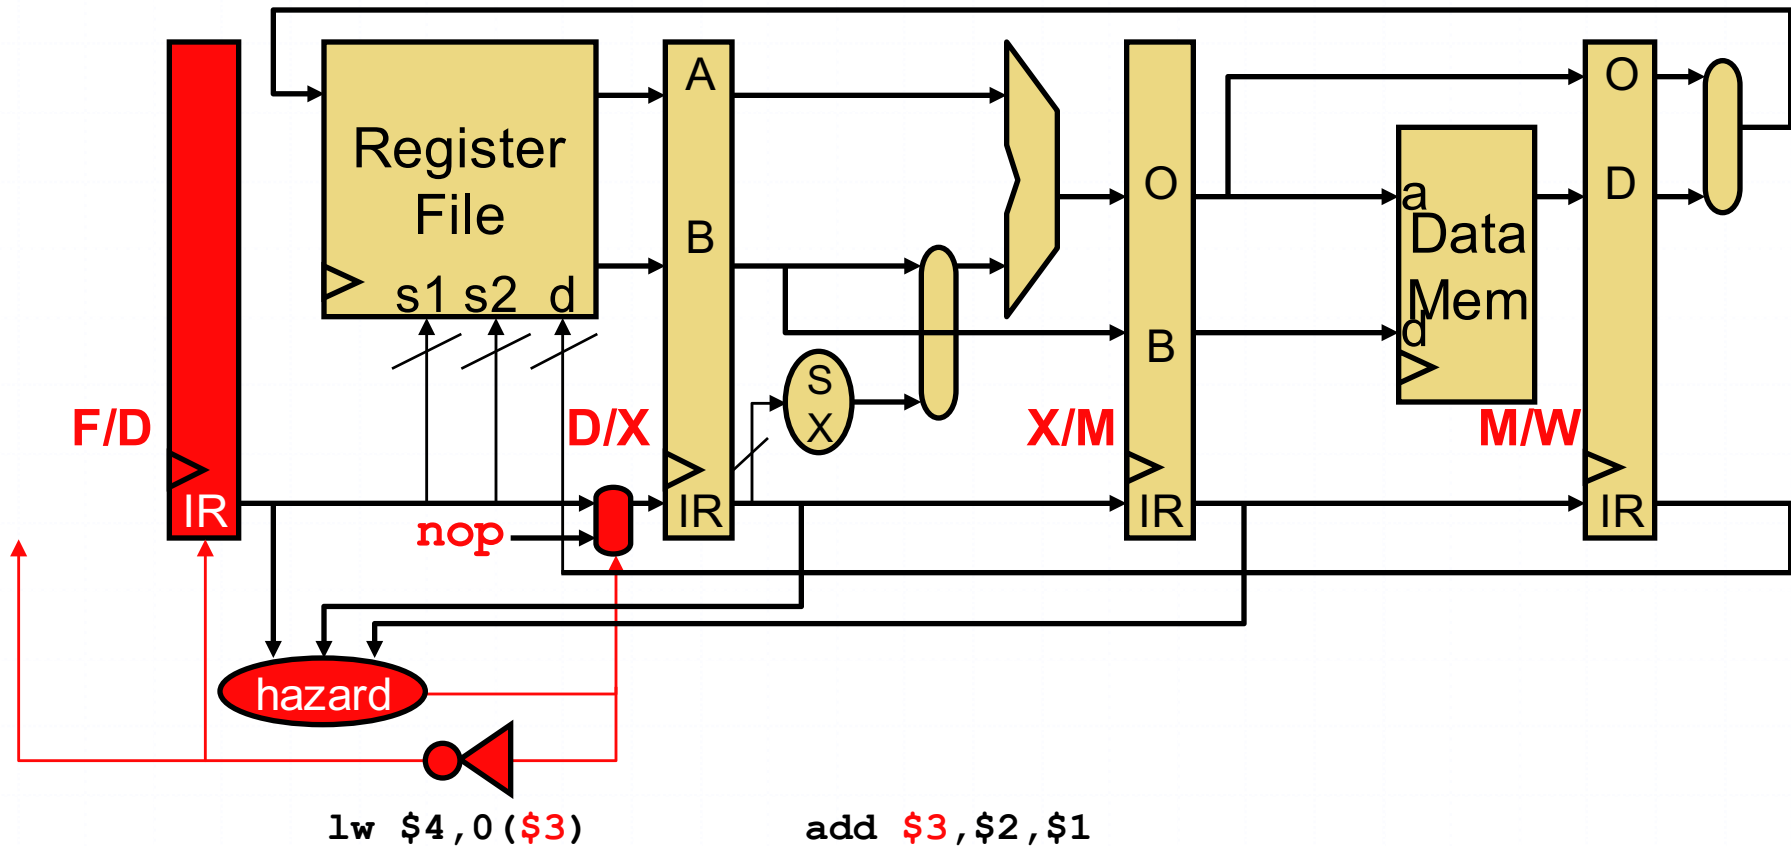 Register
File
s1 s2 d
A
B
S
X
O
B
a
Data
Mem
d
O
D
F/D
D/X
X/M
M/W
IR
nop
IR
IR
IR
hazard
lw $4,0($3)
add $3,$2,$1